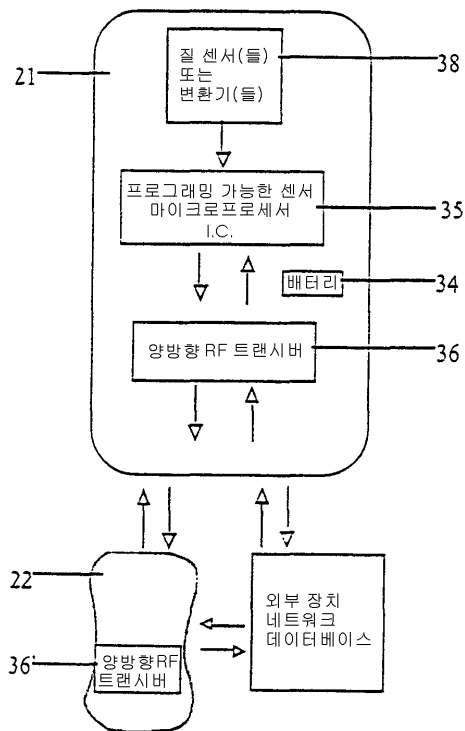 질 센서(들)
또는
변환기(들)
38
21
프로그래밍 가능한 센서
마이크로프로세서
I.C.
35
배터리
34
양방향 RF 트랜시버
36
22
외부 장치
네트워크
데이터베이스
양방향 RF
트랜시버
36'